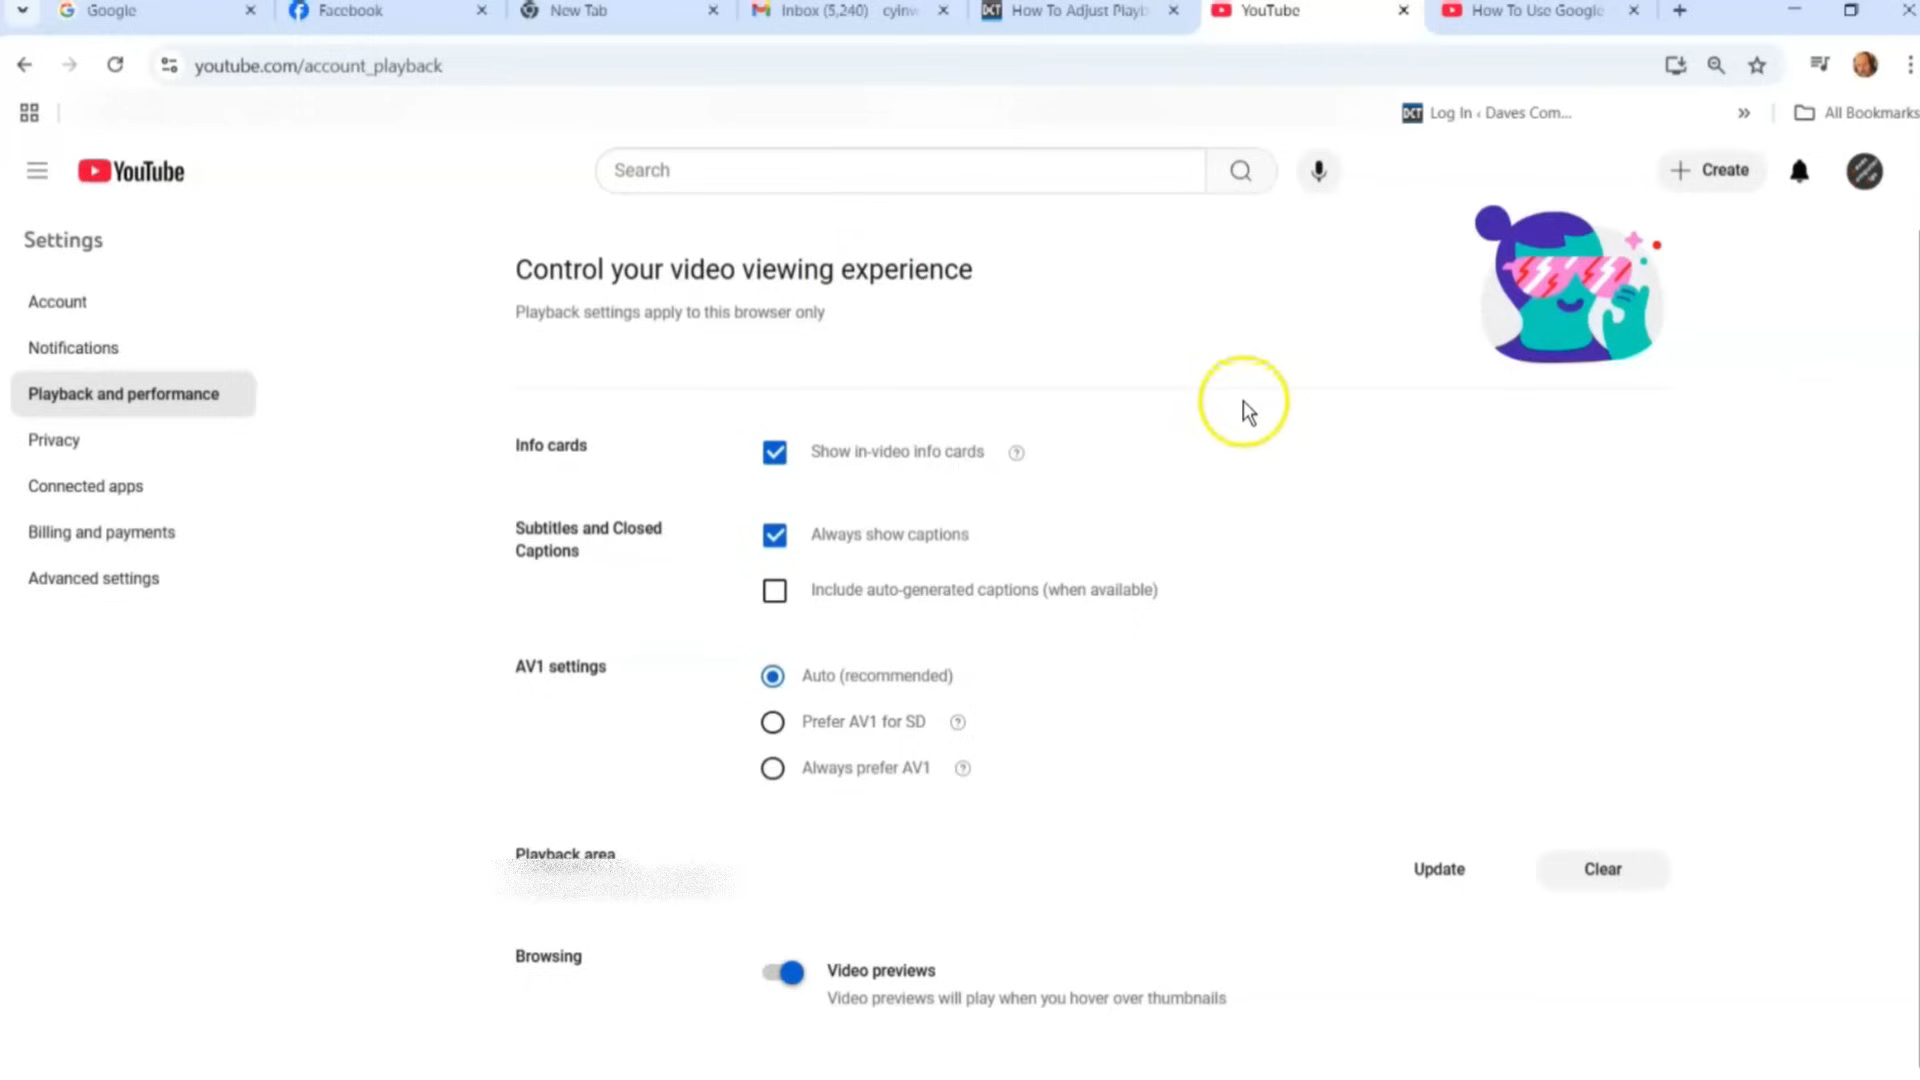 Google
Facebook
New Tab
Inbox (5,240) cyinw
DCT How To Adjust Playb
YouTube
How To Use Google
youtube.com/account_playback
DCT Log In ‹ Daves Com...
All Bookmarks
YouTube
Search
Create
Settings
Account
Notifications
Playback and performance
Privacy
Connected apps
Billing and payments
Advanced settings
Control your video viewing experience
Playback settings apply to this browser only
Info cards
Show in-video info cards
Subtitles and Closed
Captions
Always show captions
Include auto-generated captions (when available)
AV1 settings
Auto (recommended)
Prefer AV1 for SD
Always prefer AV1
Playback area
Update
Clear
Browsing
Video previews
Video previews will play when you hover over thumbnails